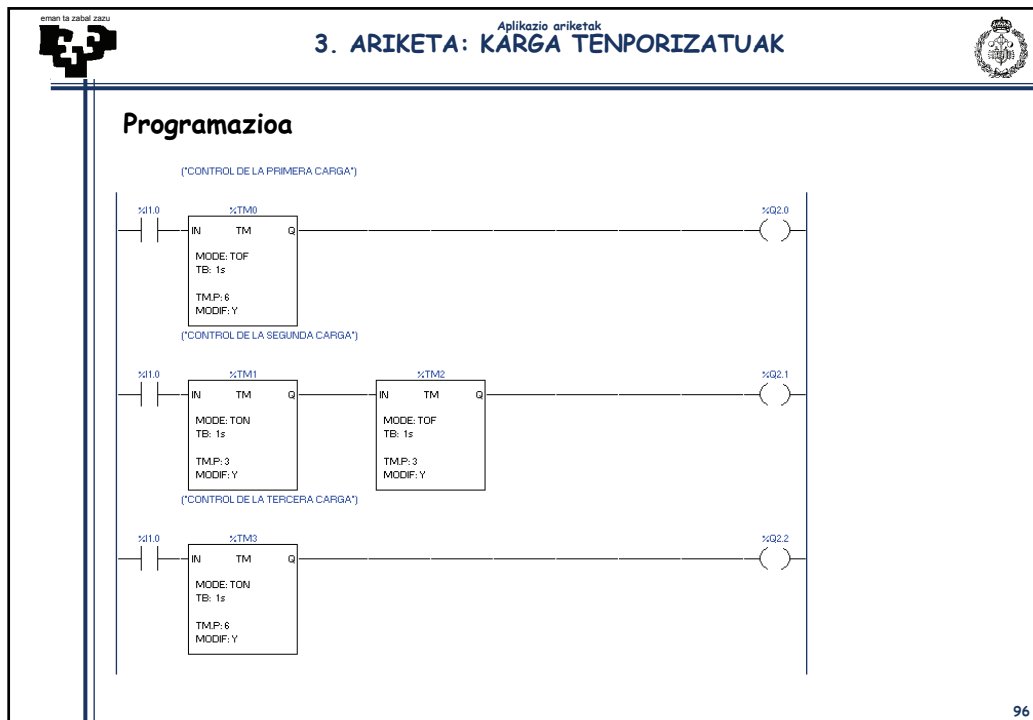 eman ta zabal zazu
Aplikazio ariketak
3. ARIKETA: KARGA TENPORIZATUAK
Programazioa
(*CONTROL DE LA PRIMERA CARGA*)
%I1.0 %TM0 %Q2.0
IN TM Q
MODE: TOF
TB: 1s
TM.P: 6
MODIF: Y
(*CONTROL DE LA SEGUNDA CARGA*)
%I1.0 %TM1 %TM2 %Q2.1
IN TM Q IN TM Q
MODE: TON MODE: TOF
TB: 1s TB: 1s
TM.P: 3 TM.P: 3
MODIF: Y MODIF: Y
(*CONTROL DE LA TERCERA CARGA*)
%I1.0 %TM3 %Q2.2
IN TM Q
MODE: TON
TB: 1s
TM.P: 6
MODIF: Y
96